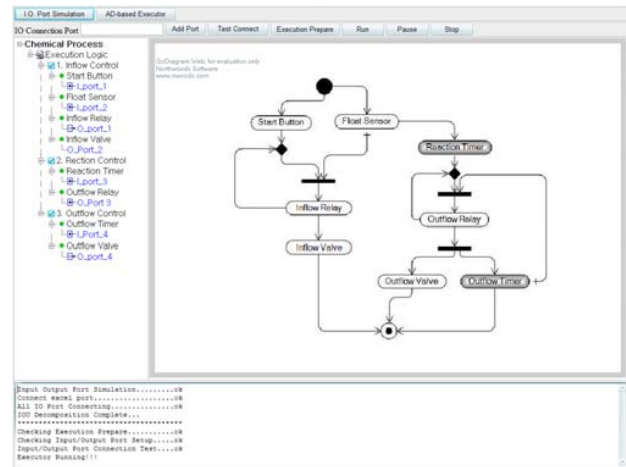 I.O. Port Simulation
AD-based Executor
IO Connection Port
Add Port
Test Connect
Execution Prepare
Run
Pause
Stop
Chemical Process
Execution Logic
1. Inflow Control
Start Button
I_port_1
Float Sensor
I_port_2
Inflow Relay
O_port_1
Inflow Valve
O_Port_2
2. Rection Control
Reaction Timer
I_port_3
Outflow Relay
O_Port 3
3. Outflow Control
Outflow Timer
I_Port_4
Outflow Valve
O_port_4
GoDiagram Web, for evaluation only
Northwoods Software
www.nwoods.com
Start Button
Float Sensor
Reaction Timer
Inflow Relay
Outflow Relay
Inflow Valve
Outflow Valve
Outflow Timer
Input Output Port Simulation.........ok
Connect excel port...................ok
All IO Port Connecting...............ok
IOU Decomposition Complete...
****************************************
Checking Execution Prepare...........ok
Checking Input/Output Port Setup.....ok
Input/Output Port Connection Test....ok
Executor Running!!!